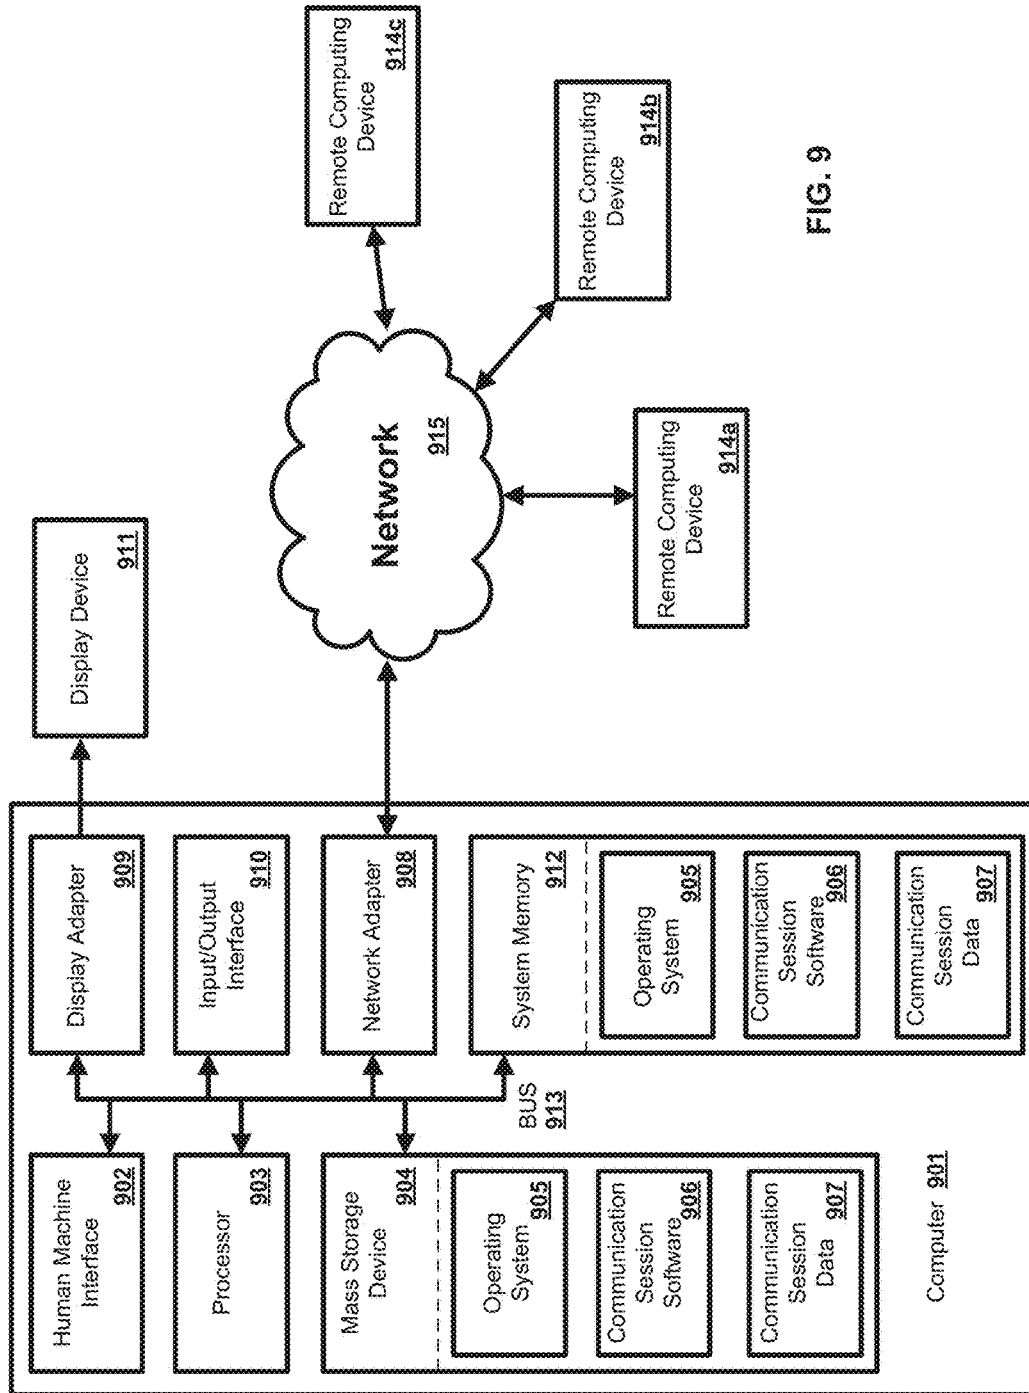 Human Machine
Interface
902
Processor
903
Mass Storage
Device
904
Operating
System
905
Communication
Session
Software
906
Communication
Session
Data
907
Computer 901
BUS
913
Display Adapter
909
Input/Output
Interface
910
Network Adapter
908
System Memory
912
Operating
System
905
Communication
Session
Software
906
Communication
Session
Data
907
Display Device
911
Network
915
Remote Computing
Device
914a
Remote Computing
Device
914b
Remote Computing
Device
914c
FIG. 9